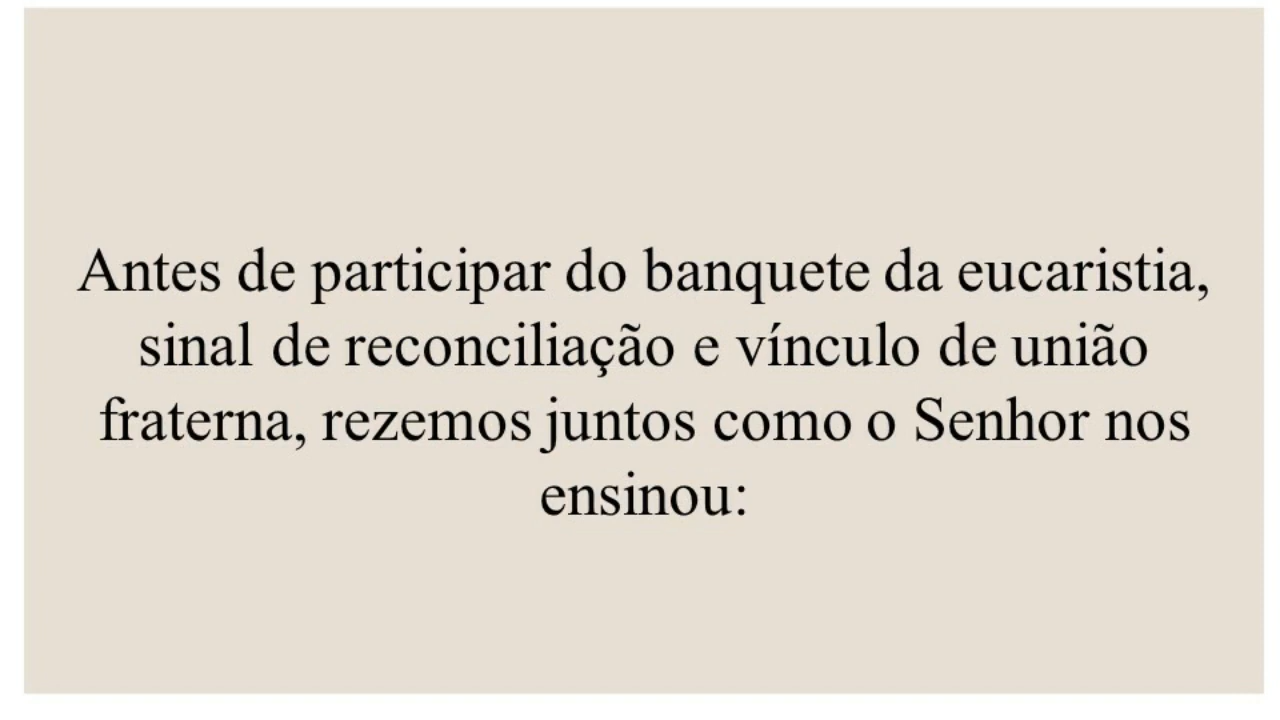 Antes de participar do banquete da eucaristia,
sinal de reconciliação e vínculo de união
fraterna, rezemos juntos como o Senhor nos
ensinou: